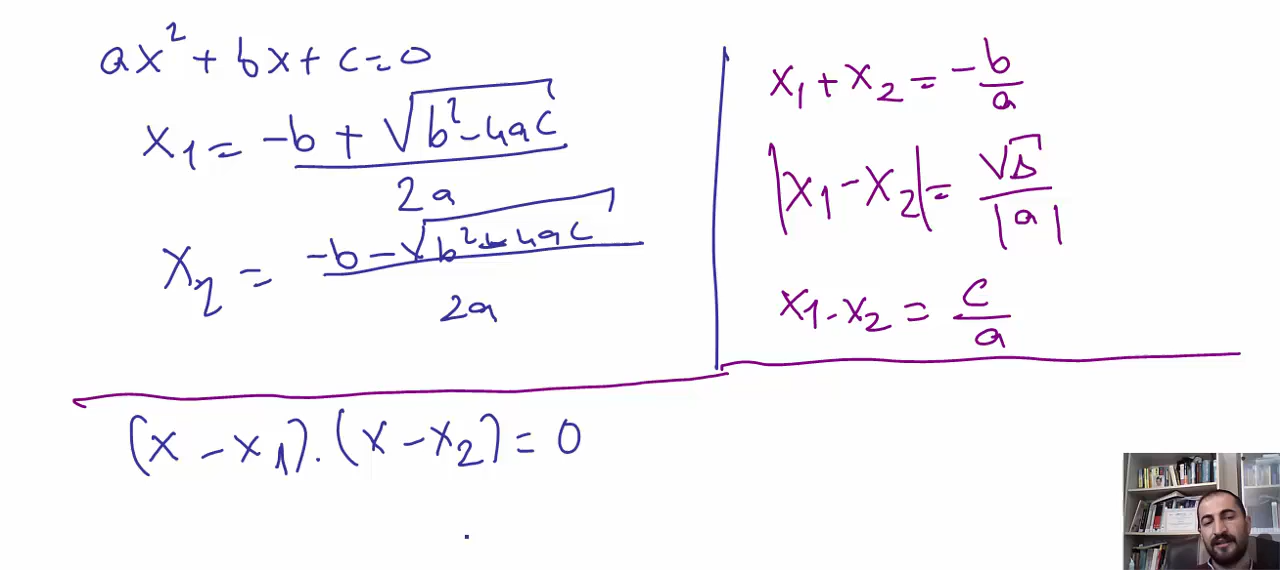 ax² + bx + c = 0
x₁ = (-b + √(b² - 4ac)) / 2a
x₂ = (-b - √(b² - 4ac)) / 2a
x₁ + x₂ = -b/a
|x₁ - x₂| = √Δ / |a|
x₁ · x₂ = c/a
(x - x₁) . (x - x₂) = 0